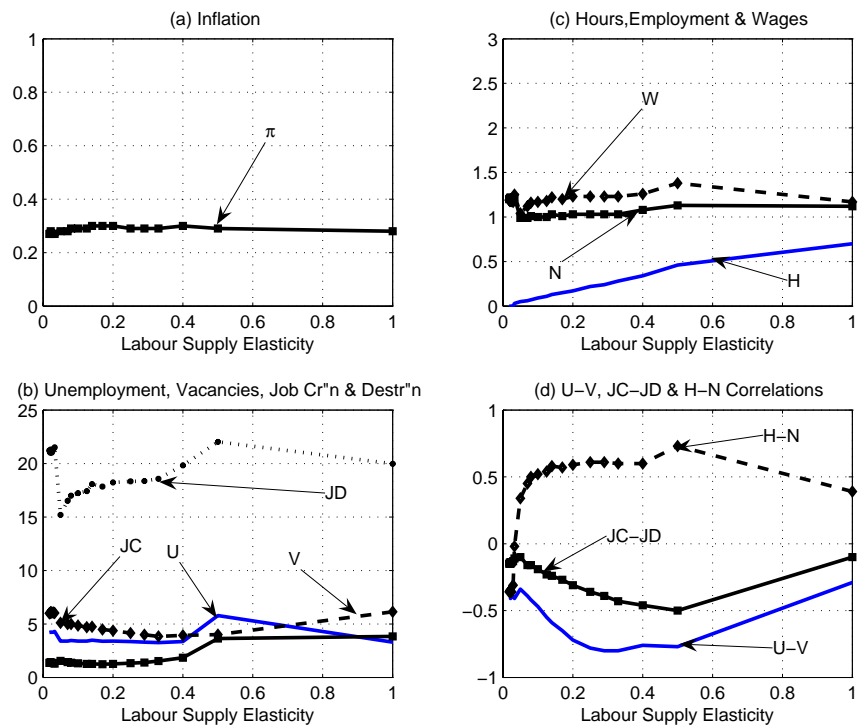 (a) Inflation
1
0.8
0.6
0.4
0.2
0
π
0 0.2 0.4 0.6 0.8 1
Labour Supply Elasticity
(c) Hours,Employment & Wages
3
2.5
2
1.5
1
0.5
0
W
N
H
0 0.2 0.4 0.6 0.8 1
Labour Supply Elasticity
(b) Unemployment, Vacancies, Job Cr"n & Destr"n
25
20
15
10
5
0
JD
JC
U
V
0 0.2 0.4 0.6 0.8 1
Labour Supply Elasticity
(d) U−V, JC−JD & H−N Correlations
1
0.5
0
−0.5
−1
H−N
JC−JD
U−V
0 0.2 0.4 0.6 0.8 1
Labour Supply Elasticity